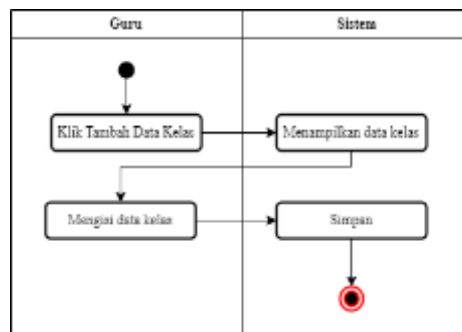 Guru
Sistem
Klik Tambah Data Kelas
Menampilkan data kelas
Mengisi data kelas
Simpan